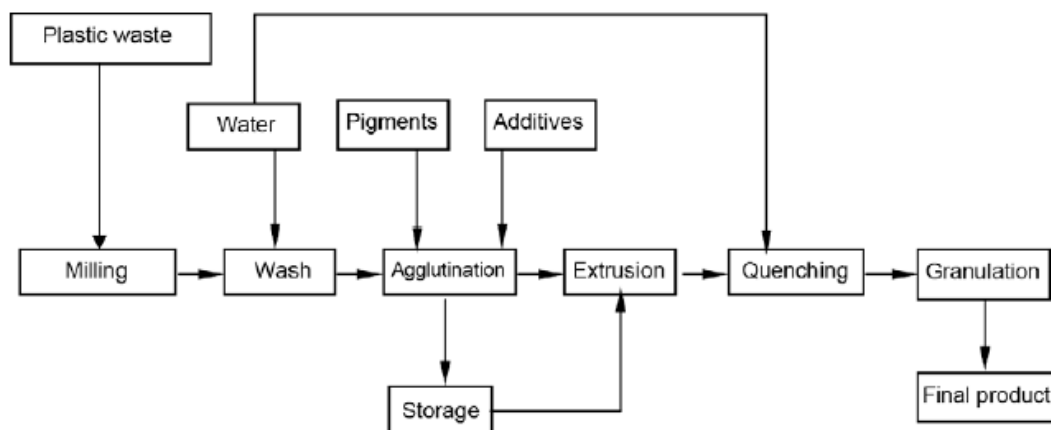 Plastic waste
Water
Pigments
Additives
Milling
Wash
Agglutination
Extrusion
Quenching
Granulation
Storage
Final product